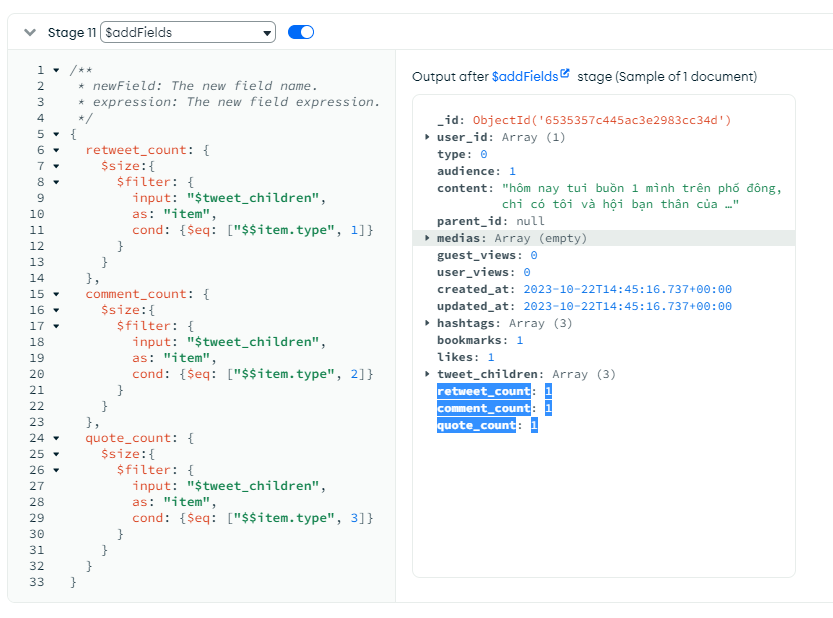 Stage 11 $addFields
1 /**
2 * newField: The new field name.
3 * expression: The new field expression.
4 */
5 {
6 retweet_count: {
7 $size:{
8 $filter: {
9 input: "$tweet_children",
10 as: "item",
11 cond: {$eq: ["$$item.type", 1]}
12 }
13 }
14 },
15 comment_count: {
16 $size:{
17 $filter: {
18 input: "$tweet_children",
19 as: "item",
20 cond: {$eq: ["$$item.type", 2]}
21 }
22 }
23 },
24 quote_count: {
25 $size:{
26 $filter: {
27 input: "$tweet_children",
28 as: "item",
29 cond: {$eq: ["$$item.type", 3]}
30 }
31 }
32 }
33 }
Output after $addFields stage (Sample of 1 document)
_id: ObjectId('6535357c445ac3e2983cc34d')
user_id: Array (1)
type: 0
audience: 1
content: "hôm nay tui buồn 1 mình trên phố đông,
chỉ có tôi và hội bạn thân của …"
parent_id: null
medias: Array (empty)
guest_views: 0
user_views: 0
created_at: 2023-10-22T14:45:16.737+00:00
updated_at: 2023-10-22T14:45:16.737+00:00
hashtags: Array (3)
bookmarks: 1
likes: 1
tweet_children: Array (3)
retweet_count: 1
comment_count: 1
quote_count: 1